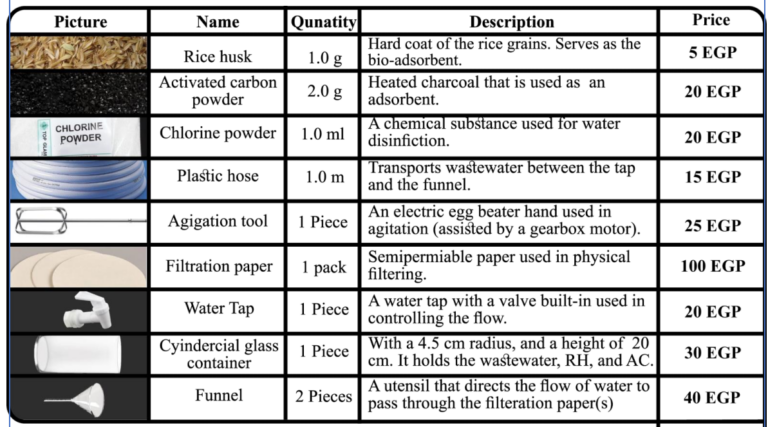 Picture Name Qunatity Description Price
Rice husk 1.0 g Hard coat of the rice grains. Serves as the 5 EGP
bio-adsorbent.
Activated carbon 2.0 g Heated charcoal that is used as an 20 EGP
powder adsorbent.
CHLORINE
POWDER
Chlorine powder 1.0 ml A chemical substance used for water 20 EGP
disinfiction.
Plastic hose 1.0 m Transports wastewater between the tap 15 EGP
and the funnel.
Agigation tool 1 Piece An electric egg beater hand used in 25 EGP
agitation (assisted by a gearbox motor).
Filtration paper 1 pack Semipermiable paper used in physical 100 EGP
filtering.
Water Tap 1 Piece A water tap with a valve built-in used in 20 EGP
controlling the flow.
Cyindercial glass 1 Piece With a 4.5 cm radius, and a height of 20 30 EGP
container cm. It holds the wastewater, RH, and AC.
Funnel 2 Pieces A utensil that directs the flow of water to 40 EGP
pass through the filteration paper(s)